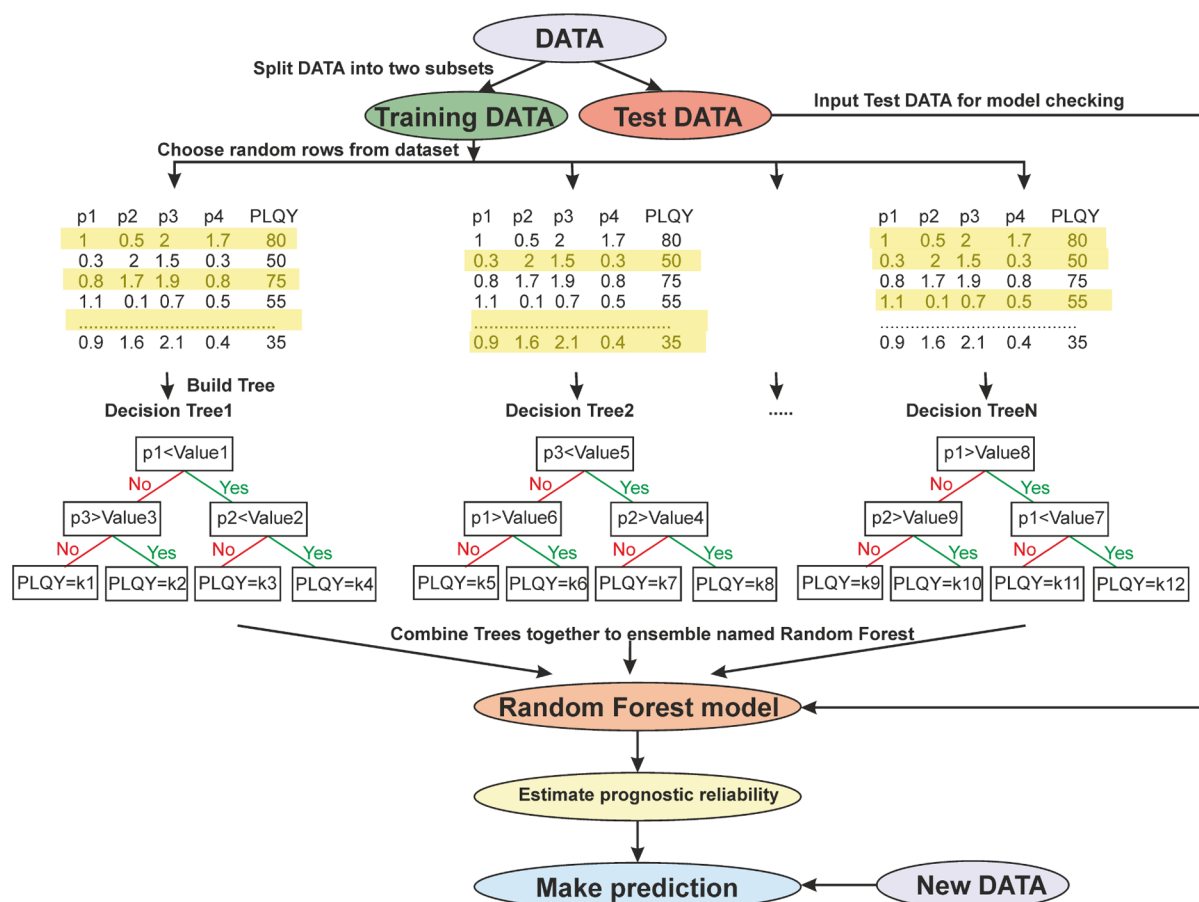 DATA
Split DATA into two subsets
Training DATA
Test DATA
Input Test DATA for model checking
Choose random rows from dataset
p1 p2 p3 p4 PLQY
1 0.5 2 1.7 80
0.3 2 1.5 0.3 50
0.8 1.7 1.9 0.8 75
1.1 0.1 0.7 0.5 55
........................................
0.9 1.6 2.1 0.4 35
p1 p2 p3 p4 PLQY
1 0.5 2 1.7 80
0.3 2 1.5 0.3 50
0.8 1.7 1.9 0.8 75
1.1 0.1 0.7 0.5 55
........................................
0.9 1.6 2.1 0.4 35
p1 p2 p3 p4 PLQY
1 0.5 2 1.7 80
0.3 2 1.5 0.3 50
0.8 1.7 1.9 0.8 75
1.1 0.1 0.7 0.5 55
........................................
0.9 1.6 2.1 0.4 35
Build Tree
Decision Tree1
Decision Tree2
.....
Decision TreeN
p1<Value1
No Yes
p3>Value3 p2<Value2
No Yes No Yes
PLQY=k1 PLQY=k2 PLQY=k3 PLQY=k4
p3<Value5
No Yes
p1>Value6 p2>Value4
No Yes No Yes
PLQY=k5 PLQY=k6 PLQY=k7 PLQY=k8
p1>Value8
No Yes
p2>Value9 p1<Value7
No Yes No Yes
PLQY=k9 PLQY=k10 PLQY=k11 PLQY=k12
Combine Trees together to ensemble named Random Forest
Random Forest model
Estimate prognostic reliability
Make prediction
New DATA